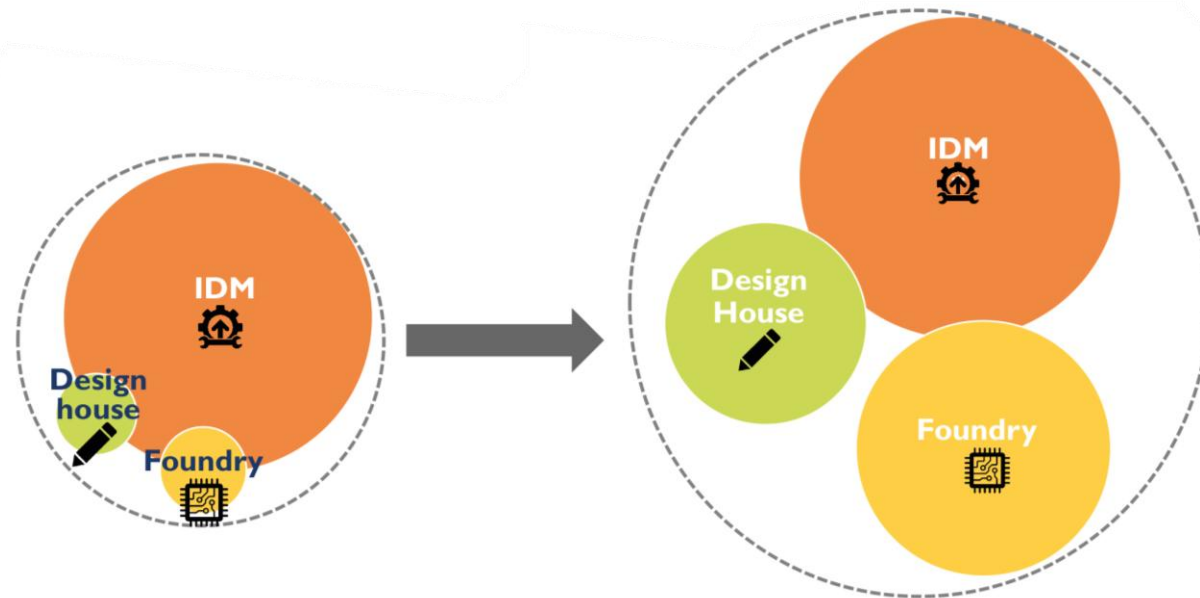 IDM
Design
house
Foundry
IDM
Design
House
Foundry